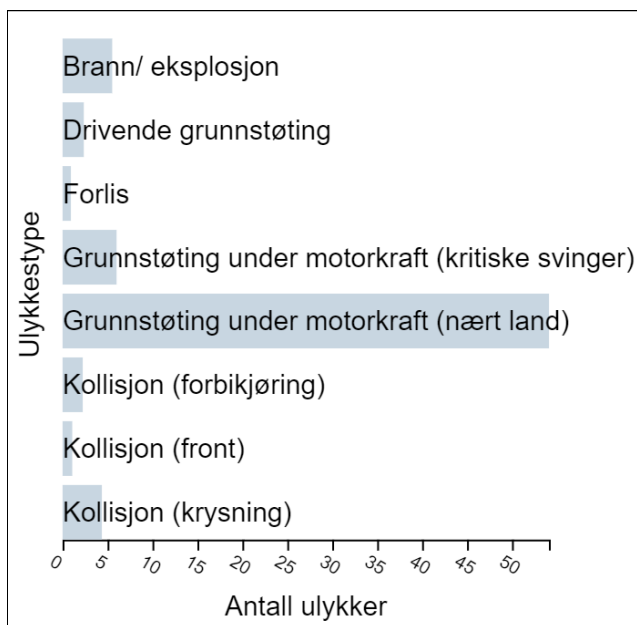 Brann/ eksplosjon
Drivende grunnstøting
Forlis
Grunnstøting under motorkraft (kritiske svinger)
Grunnstøting under motorkraft (nært land)
Kollisjon (forbikjøring)
Kollisjon (front)
Kollisjon (krysning)
Ulykkestype
0 5 10 15 20 25 30 35 40 45 50
Antall ulykker